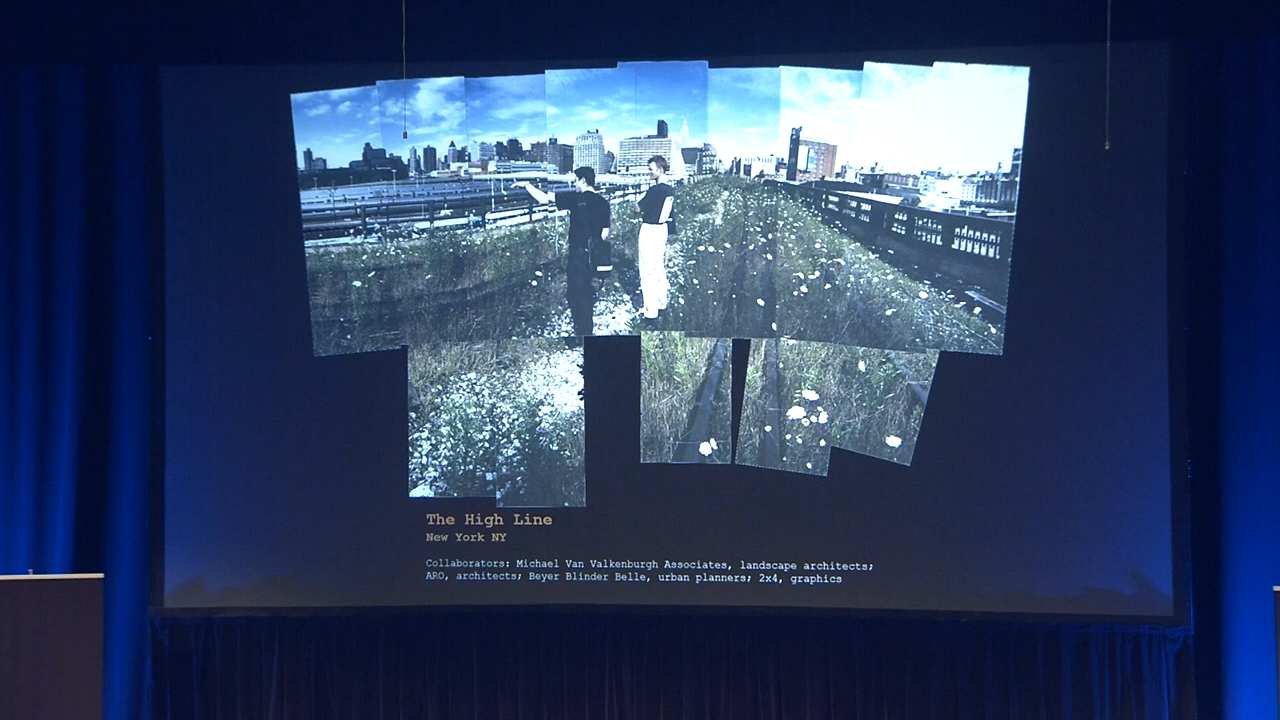 The High Line
New York NY
Collaborators: Michael Van Valkenburgh Associates, landscape architects;
ARO, architects; Beyer Blinder Belle, urban planners; 2x4, graphics